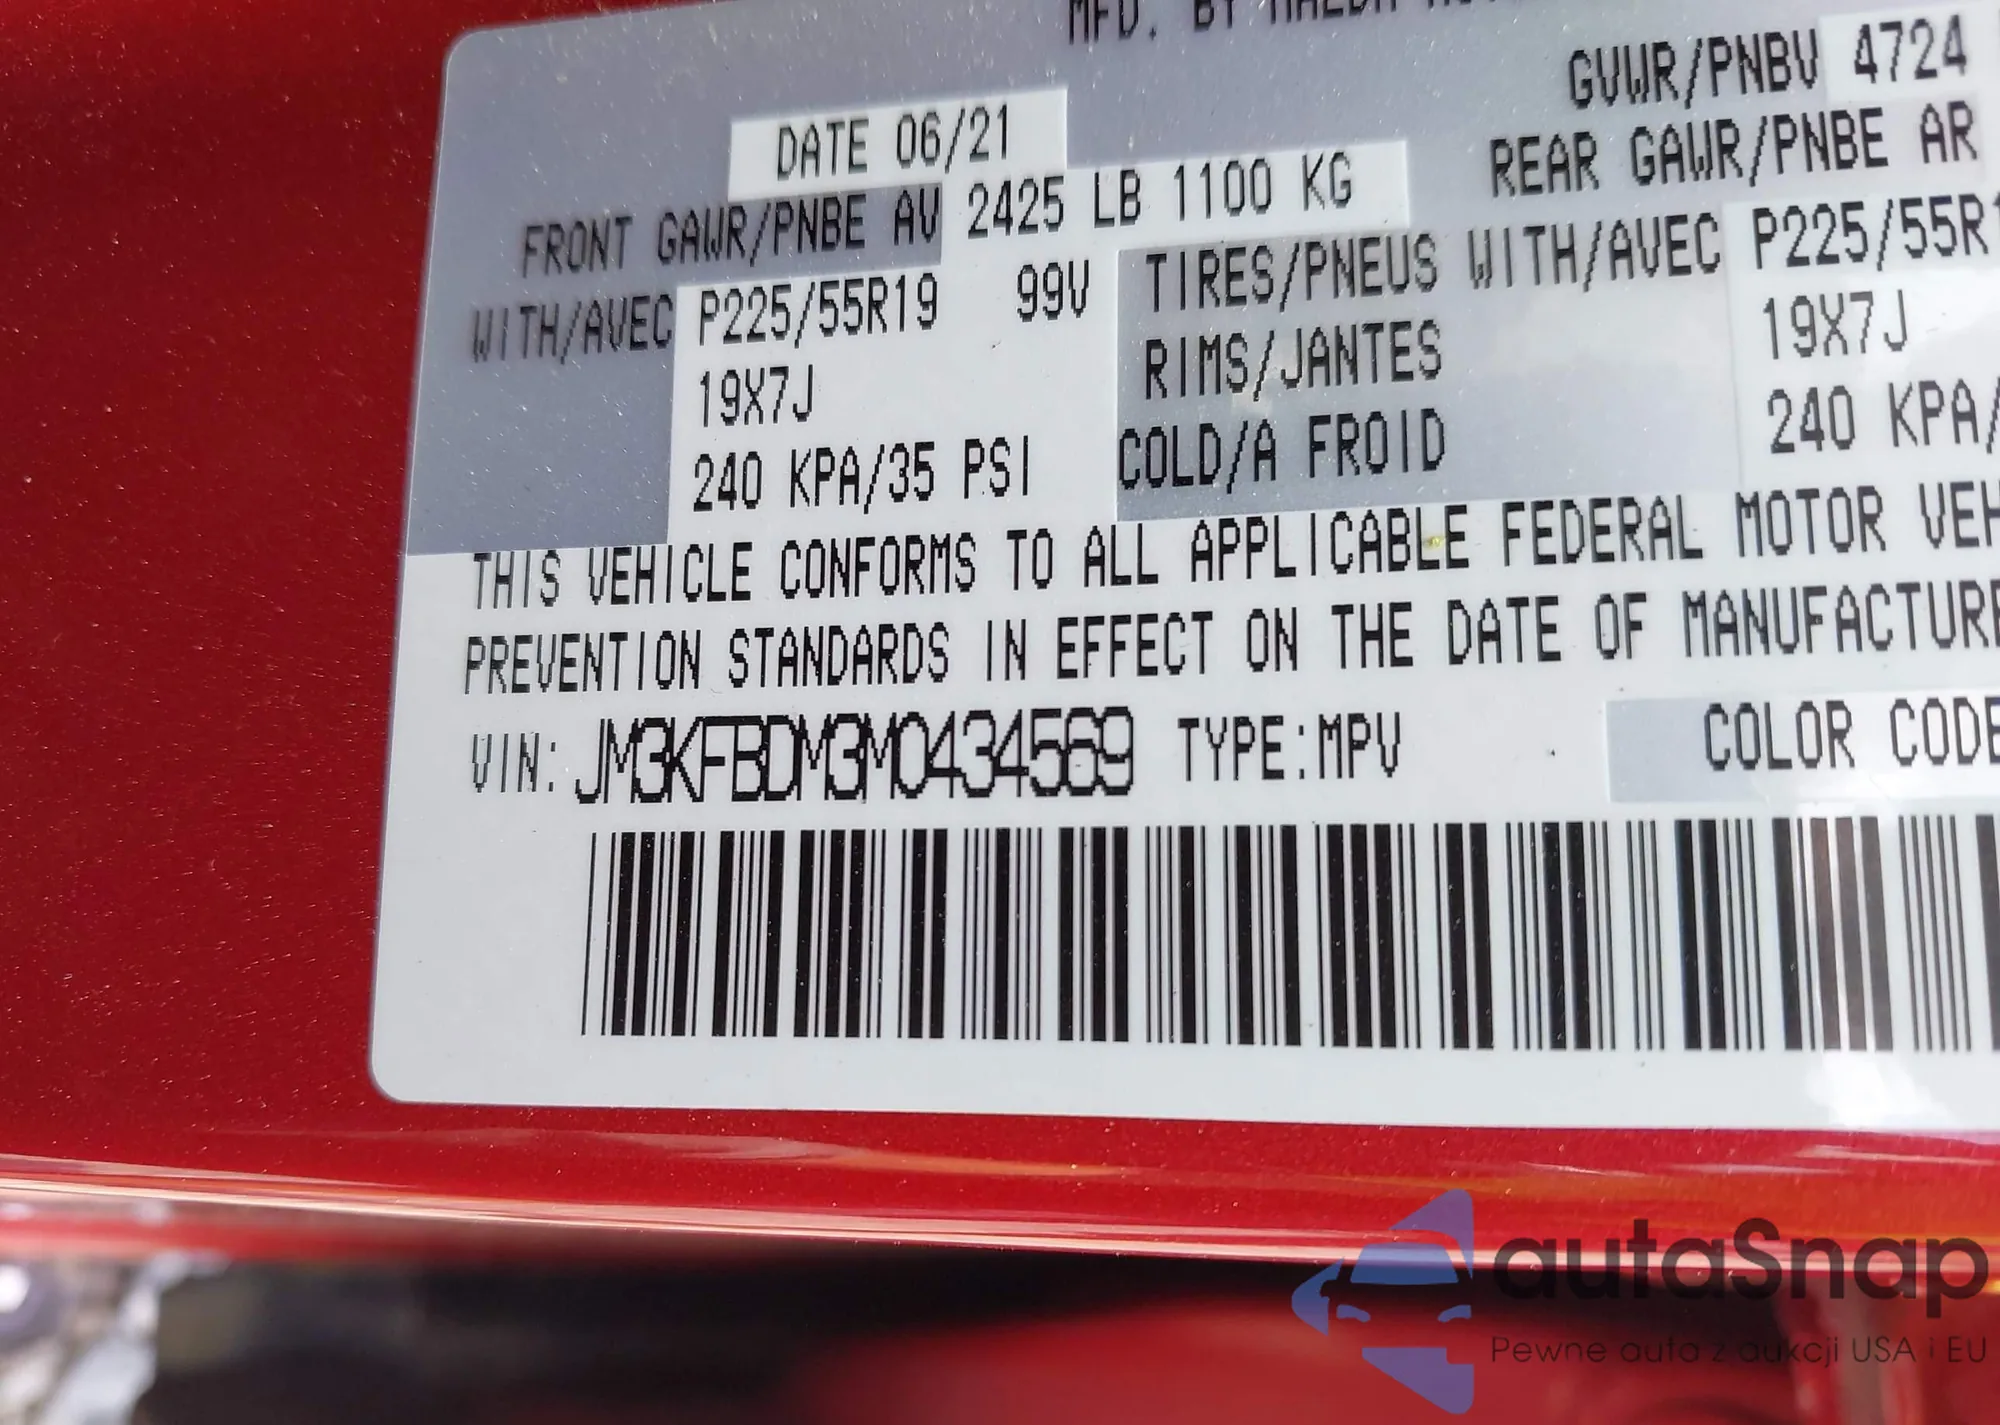 MFD. BY MAZDA
GVWR/PNBV 4724
DATE 06/21
FRONT GAWR/PNBE AV 2425 LB 1100 KG
REAR GAWR/PNBE AR
WITH/AVEC P225/55R19 99V TIRES/PNEUS WITH/AVEC P225/55R1
19X7J RIMS/JANTES 19X7J
240 KPA/35 PSI COLD/A FROID 240 KPA/
THIS VEHICLE CONFORMS TO ALL APPLICABLE FEDERAL MOTOR VEH
PREVENTION STANDARDS IN EFFECT ON THE DATE OF MANUFACTURE
VIN: JM3KFBDM3M0434569 TYPE:MPV COLOR CODE
autoSnap
Pewne auta z aukcji USA i EU